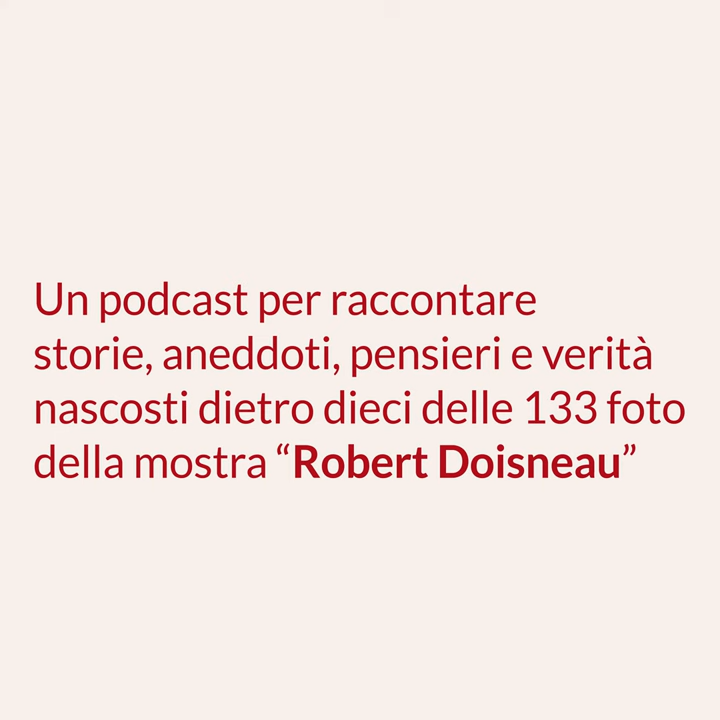 Un podcast per raccontare
storie, aneddoti, pensieri e verità
nascosti dietro dieci delle 133 foto
della mostra “Robert Doisneau”